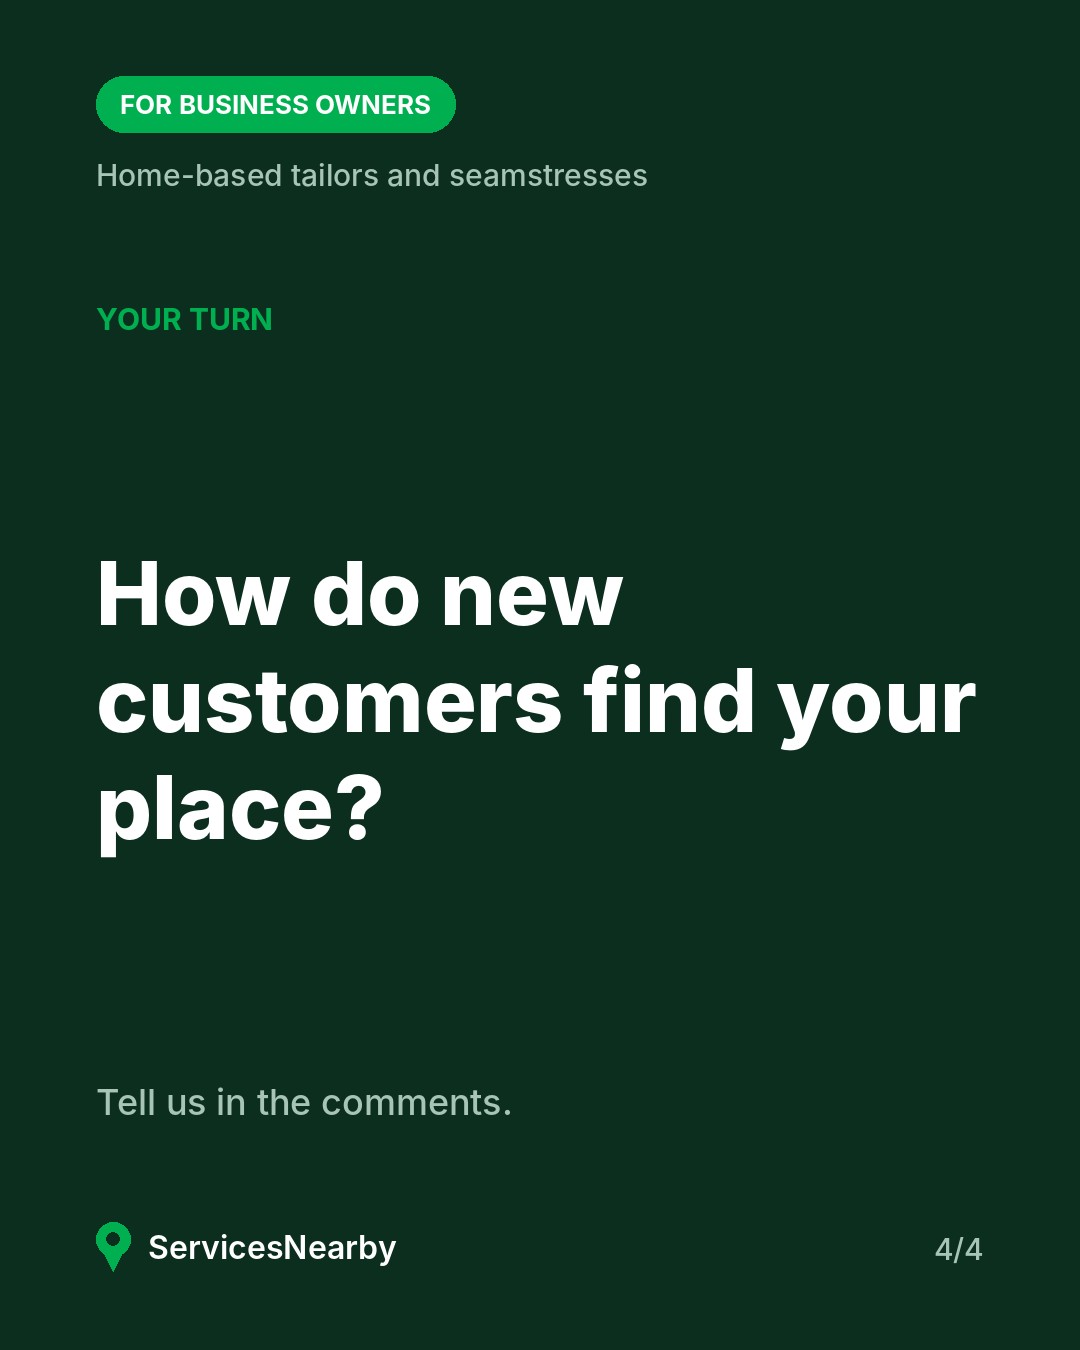 FOR BUSINESS OWNERS
Home-based tailors and seamstresses
YOUR TURN
How do new
customers find your
place?
Tell us in the comments.
ServicesNearby
4/4